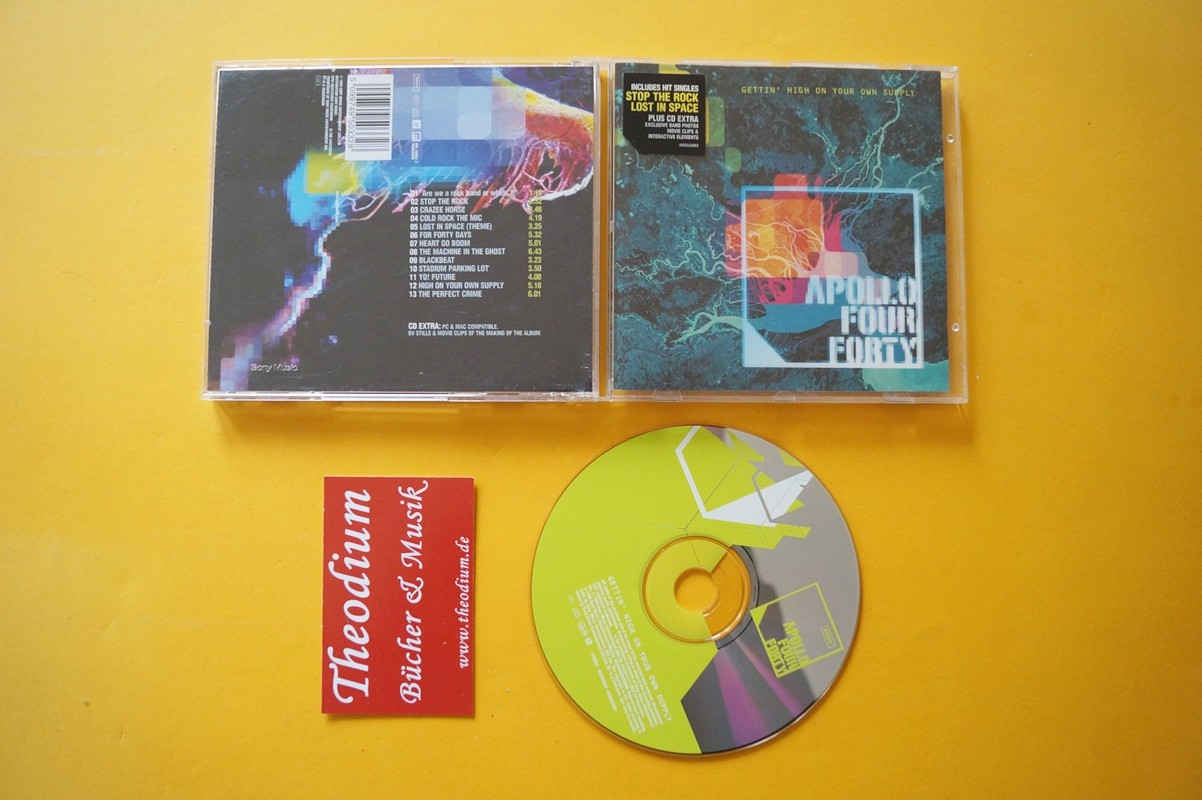 01 "Are we a rock band or what?"
02 STOP THE ROCK
03 CRAZEE HORSE
3.46
04 COLD ROCK THE MIC
4.19
05 LOST IN SPACE (THEME)
3.25
06 FOR FORTY DAYS
5.32
07 HEART GO BOOM
5.01
08 THE MACHINE IN THE GHOST
6.43
09 BLACKBEAT
3.23
10 STADIUM PARKING LOT
3.50
11 YO! FUTURE
4.08
12 HIGH ON YOUR OWN SUPPLY
5.18
13 THE PERFECT CRIME
6.01
CD EXTRA: PC & MAC COMPATIBLE.
DV STILLS & MOVIE CLIPS OF THE MAKING OF THE ALBUM
Sony Music
INCLUDES HIT SINGLES
STOP THE ROCK
LOST IN SPACE
PLUS CD EXTRA
EXCLUSIVE BAND PHOTOS
MOVIE CLIPS &
INTERACTIVE ELEMENTS
GETTIN' HIGH ON YOUR OWN SUPPLY
APOLLO
FOUR
FORTY
Theodium
Bücher & Musik
www.theodium.de
GETTIN' HIGH ON YOUR OWN SUPPLY
APOLLO
FOUR
FORTY